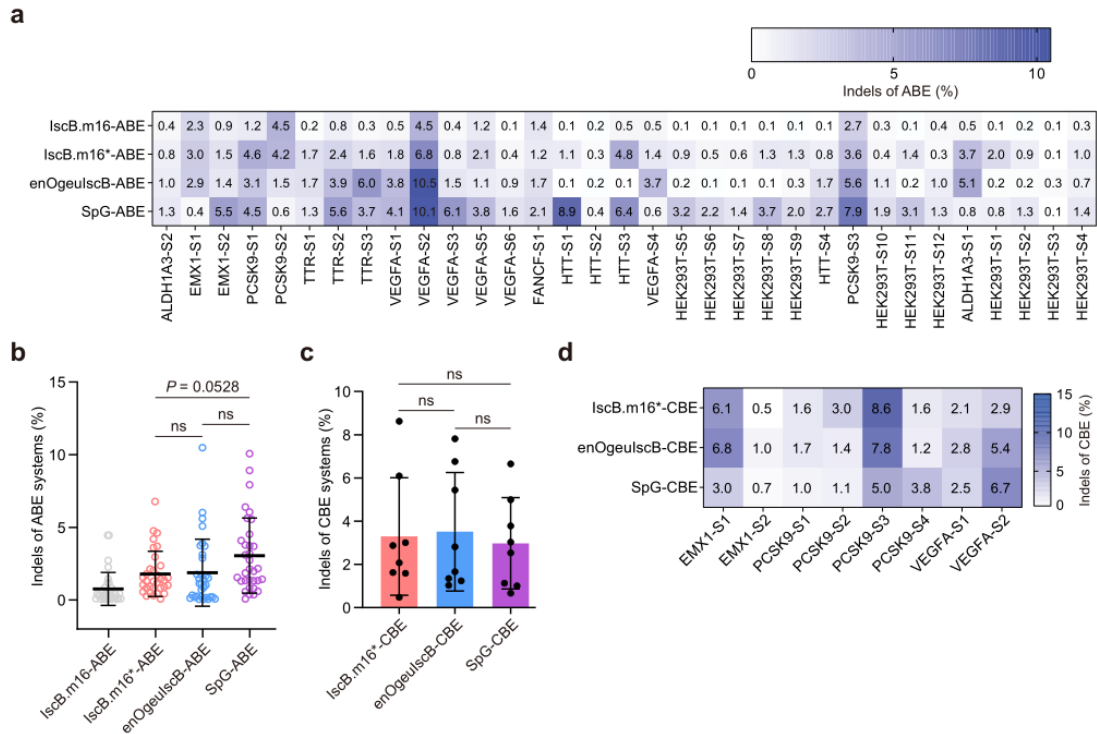 a
0 5 10
Indels of ABE (%)
IscB.m16-ABE 0.4 2.3 0.9 1.2 4.5 0.2 0.8 0.3 0.5 4.5 0.4 1.2 0.1 1.4 0.1 0.2 0.5 0.5 0.1 0.1 0.1 0.1 0.1 0.1 2.7 0.3 0.1 0.4 0.5 0.1 0.1 0.1 0.3
IscB.m16*-ABE 0.8 3.0 1.5 4.6 4.2 1.7 2.4 1.6 1.8 6.8 0.8 2.1 0.4 1.2 1.1 0.3 4.8 1.4 0.9 0.5 0.6 1.3 1.3 0.8 3.6 0.4 1.4 0.3 3.7 2.0 0.9 0.3 1.0
enOgeuIscB-ABE 1.0 2.9 1.4 3.1 1.5 1.7 3.9 6.0 3.8 10.5 1.5 1.1 0.9 1.7 0.1 0.2 0.2 3.7 0.2 0.2 0.1 0.1 0.3 1.7 5.6 1.1 0.2 1.0 5.1 0.2 0.2 0.3 0.7
SpG-ABE 1.3 0.4 5.5 4.5 0.6 1.3 5.6 3.7 4.1 10.1 6.1 3.8 1.6 2.1 8.9 0.4 6.4 0.6 3.2 2.2 1.4 3.7 2.0 2.7 7.9 1.9 3.1 1.3 0.8 0.8 1.3 0.1 1.4
ALDH1A3-S2 EMX1-S1 EMX1-S2 PCSK9-S1 PCSK9-S2 TTR-S1 TTR-S2 TTR-S3 VEGFA-S1 VEGFA-S2 VEGFA-S3 VEGFA-S5 VEGFA-S6 FANCF-S1 HTT-S1 HTT-S2 HTT-S3 VEGFA-S4 HEK293T-S5 HEK293T-S6 HEK293T-S7 HEK293T-S8 HEK293T-S9 HTT-S4 PCSK9-S3 HEK293T-S10 HEK293T-S11 HEK293T-S12 ALDH1A3-S1 HEK293T-S1 HEK293T-S2 HEK293T-S3 HEK293T-S4
b
Indels of ABE systems (%)
15
10
5
0
P = 0.0528
ns
ns
IscB.m16-ABE IscB.m16*-ABE enOgeuIscB-ABE SpG-ABE
c
Indels of CBE systems (%)
10
8
6
4
2
0
ns
ns
ns
IscB.m16*-CBE enOgeuIscB-CBE SpG-CBE
d
IscB.m16*-CBE 6.1 0.5 1.6 3.0 8.6 1.6 2.1 2.9
enOgeuIscB-CBE 6.8 1.0 1.7 1.4 7.8 1.2 2.8 5.4
SpG-CBE 3.0 0.7 1.0 1.1 5.0 3.8 2.5 6.7
EMX1-S1 EMX1-S2 PCSK9-S1 PCSK9-S2 PCSK9-S3 PCSK9-S4 VEGFA-S1 VEGFA-S2
15
10
5
0
Indels of CBE (%)